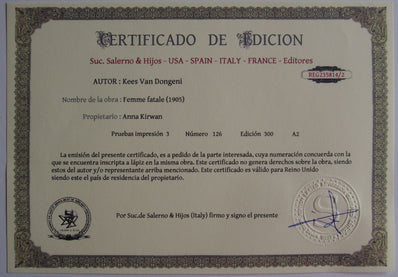 CERTIFICADO DE EDICION
Suc. Salerno & Hijos - USA - SPAIN - ITALY - FRANCE - Editores
REG235#14/2
AUTOR : Kees Van Dongeni
Nombre de la obra : Femme fatale (1905)
Propietario : Anna Kirwan
Pruebas impresión 3 Número 126 Edición 300 A2
La emisión del presente certificado, es a pedido de la parte interesada, cuya numeración concuerda con la que
se encuentra inscripta a lápiz en la misma obra. Este certificado no genera derechos sobre la obra, siendo
estos del autor y/o representante arriba mencionado. Este certificado es válido para Reino Unido
siendo este el país de residencia del propietario.
Por Suc.de Salerno & Hijos (Italy) firmo y signo el presente